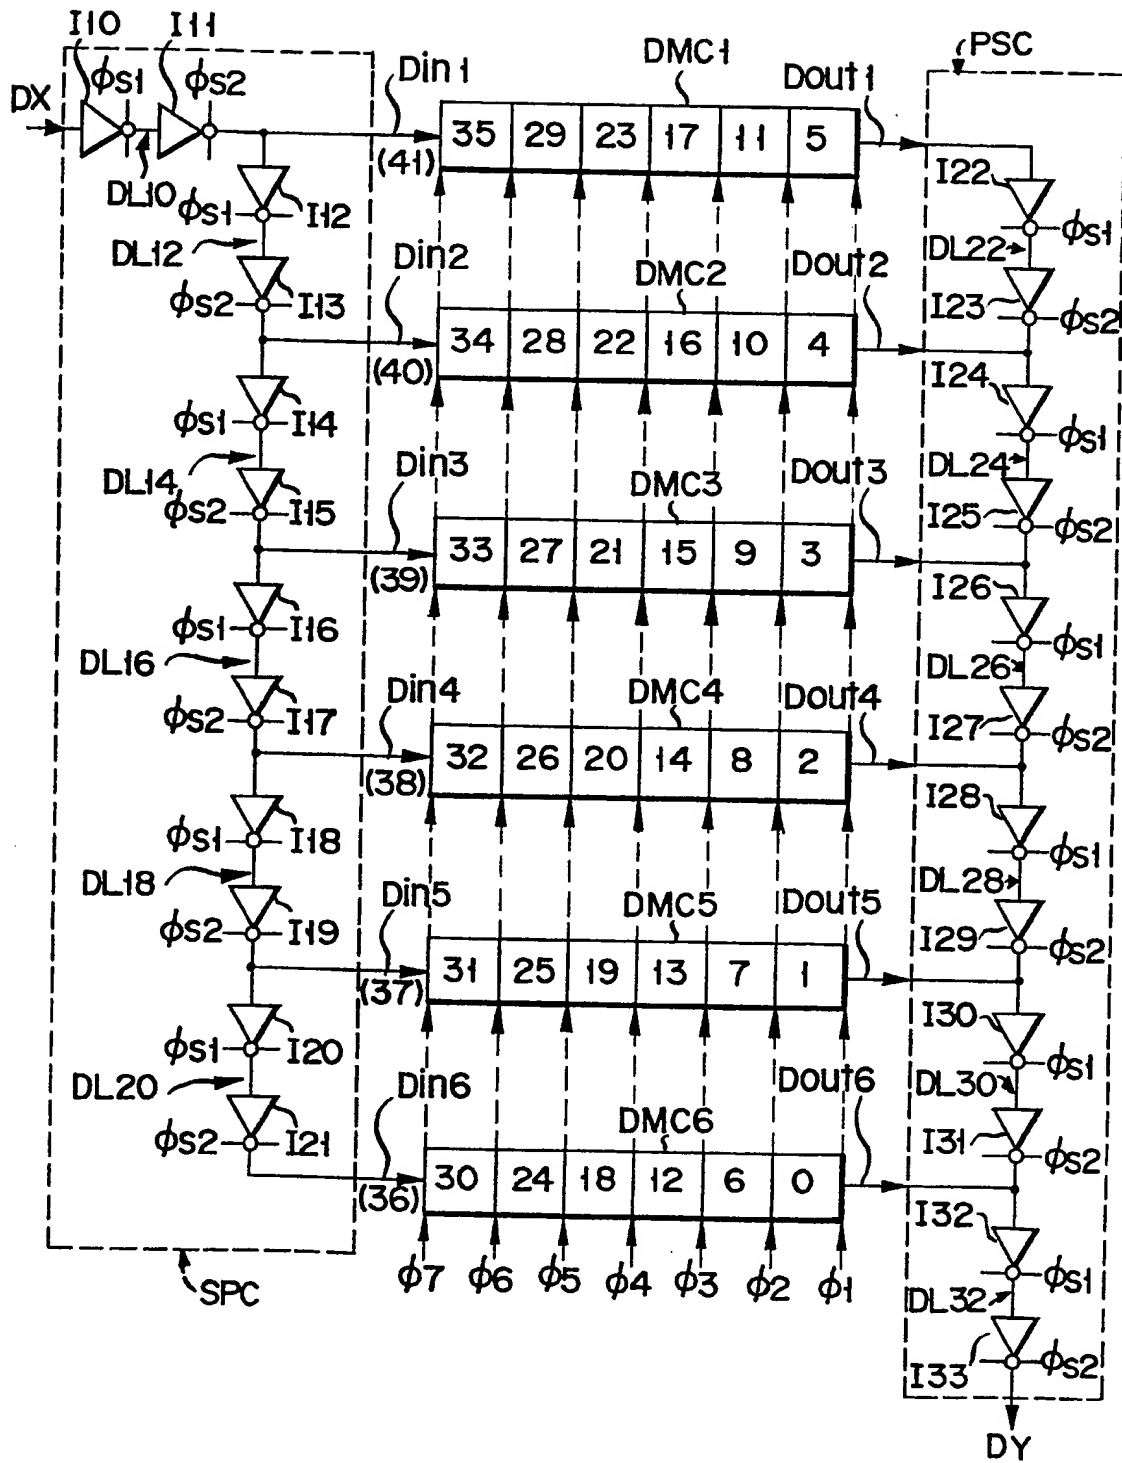 I10 I11 PSC
ϕS1 ϕS2 Din1 DMC1 Dout1
DX
35 29 23 17 11 5
(41)
DL10 I22
ϕS1 I12 ϕS1
DL12 Din2 DMC2 Dout2 DL22
ϕS2 I13 I23 ϕS2
34 28 22 16 10 4
(40)
I24
ϕS1 I14 ϕS1
DL14 Din3 DMC3 Dout3 DL24
ϕS2 I15 I25 ϕS2
33 27 21 15 9 3
(39)
I26
ϕS1 I16 ϕS1
DL16 Din4 DMC4 Dout4 DL26
ϕS2 I17 I27 ϕS2
32 26 20 14 8 2
(38)
I28
ϕS1 I18 ϕS1
DL18 Din5 DMC5 Dout5 DL28
ϕS2 I19 I29 ϕS2
31 25 19 13 7 1
(37)
I30
ϕS1 I20 ϕS1
DL20 Din6 DMC6 Dout6 DL30
ϕS2 I21 I31 ϕS2
30 24 18 12 6 0
(36)
I32
ϕ7 ϕ6 ϕ5 ϕ4 ϕ3 ϕ2 ϕ1 ϕS1
SPC DL32
I33 ϕS2
DY